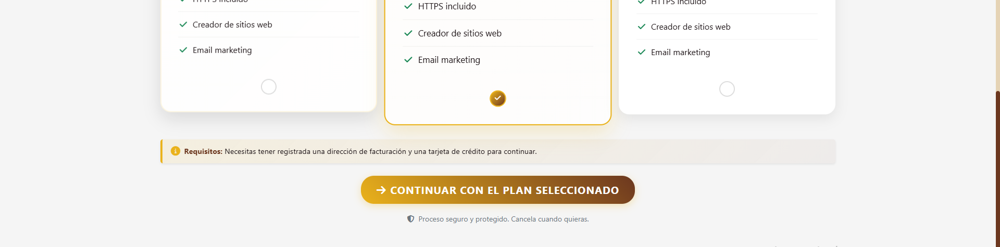 HTTPS incluido
Creador de sitios web
Email marketing
HTTPS incluido
Creador de sitios web
Email marketing
HTTPS incluido
Creador de sitios web
Email marketing
Requisitos: Necesitas tener registrada una dirección de facturación y una tarjeta de crédito para continuar.
CONTINUAR CON EL PLAN SELECCIONADO
Proceso seguro y protegido. Cancela cuando quieras.